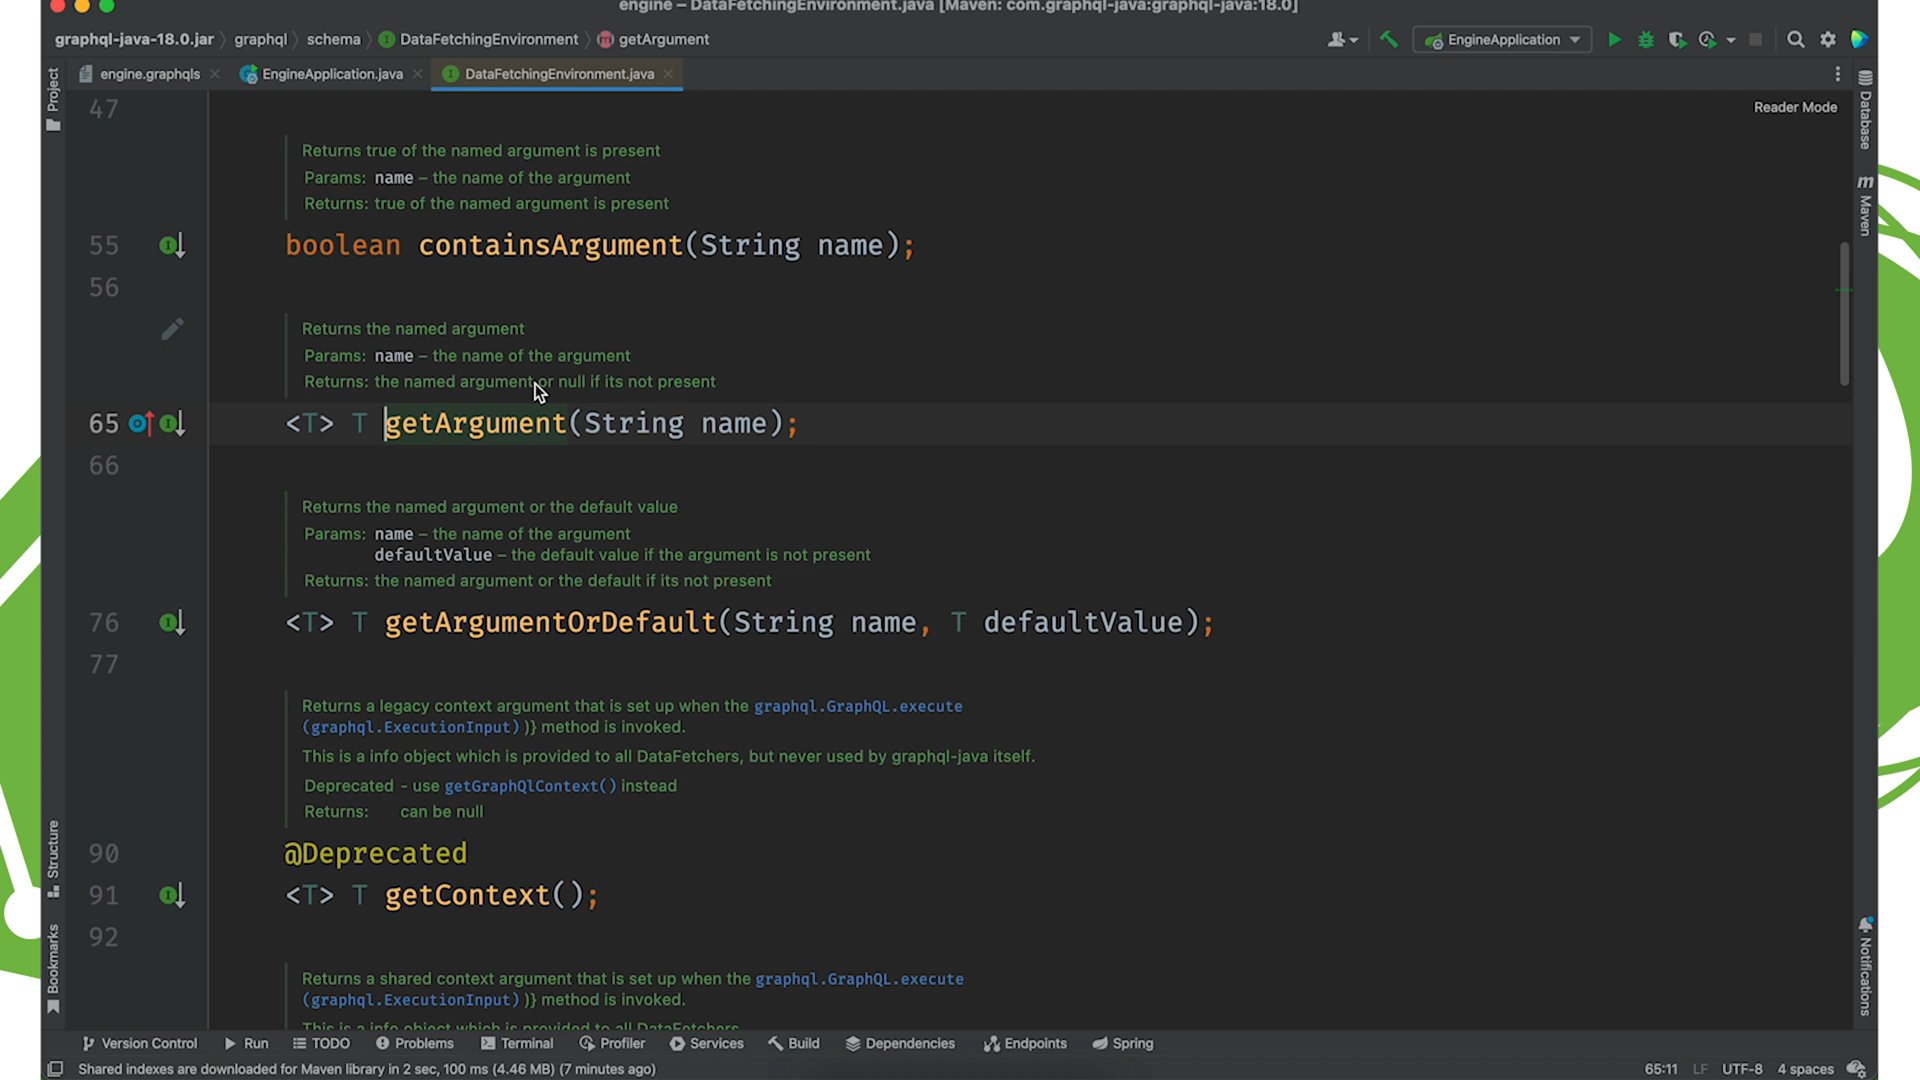 engine – DataFetchingEnvironment.java [Maven: com.graphql-java:graphql-java:18.0]
graphql-java-18.0.jar graphql schema DataFetchingEnvironment getArgument
EngineApplication
engine.graphqls EngineApplication.java DataFetchingEnvironment.java
Project
Database
Maven
Reader Mode
47
Returns true of the named argument is present
Params: name – the name of the argument
Returns: true of the named argument is present
55 boolean containsArgument(String name);
56
Returns the named argument
Params: name – the name of the argument
Returns: the named argument or null if its not present
65 <T> T getArgument(String name);
66
Returns the named argument or the default value
Params: name – the name of the argument
defaultValue – the default value if the argument is not present
Returns: the named argument or the default if its not present
76 <T> T getArgumentOrDefault(String name, T defaultValue);
77
Returns a legacy context argument that is set up when the graphql.GraphQL.execute
(graphql.ExecutionInput))} method is invoked.
This is a info object which is provided to all DataFetchers, but never used by graphql-java itself.
Deprecated - use getGraphQlContext() instead
Returns: can be null
90 @Deprecated
91 <T> T getContext();
92
Returns a shared context argument that is set up when the graphql.GraphQL.execute
(graphql.ExecutionInput))} method is invoked.
This is a info object which is provided to all DataFetchers
Structure
Bookmarks
Notifications
Version Control Run TODO Problems Terminal Profiler Services Build Dependencies Endpoints Spring
Shared indexes are downloaded for Maven library in 2 sec, 100 ms (4.46 MB) (7 minutes ago) 65:11 LF UTF-8 4 spaces